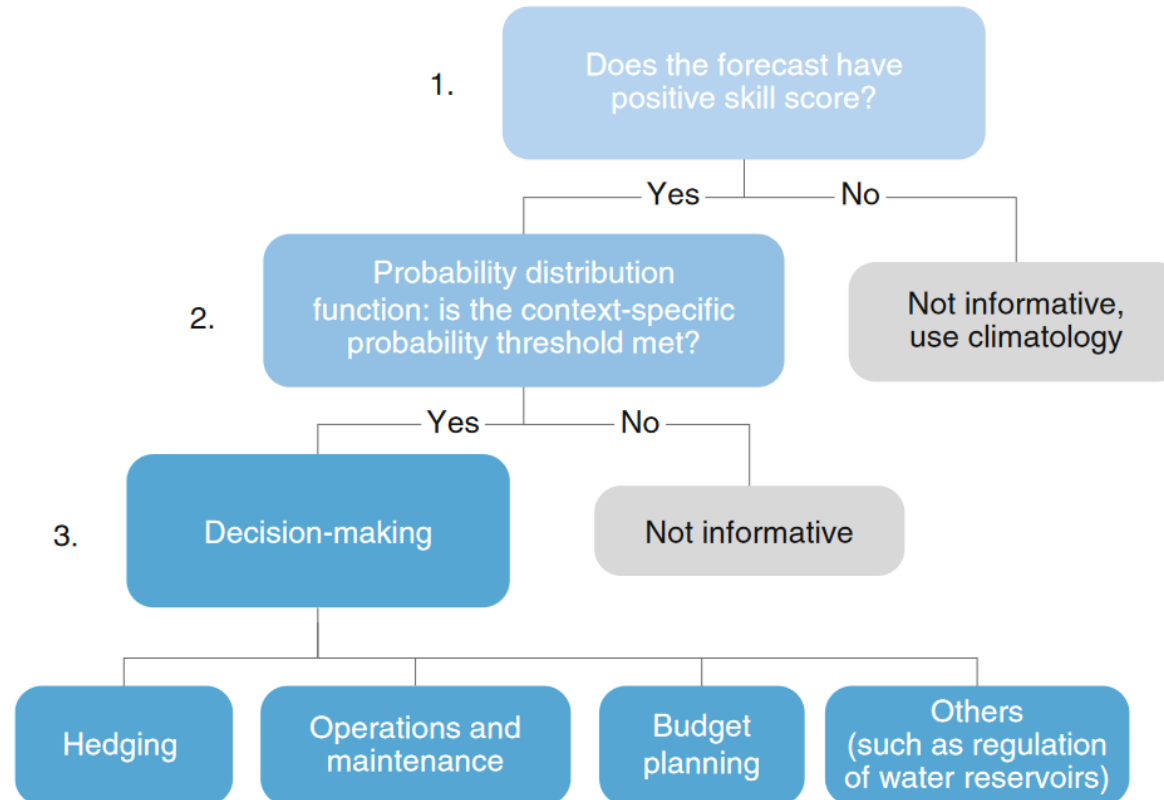 1.
Does the forecast have
positive skill score?
Yes
No
2.
Probability distribution
function: is the context-specific
probability threshold met?
Not informative,
use climatology
Yes
No
3.
Decision-making
Not informative
Hedging
Operations and
maintenance
Budget
planning
Others
(such as regulation
of water reservoirs)